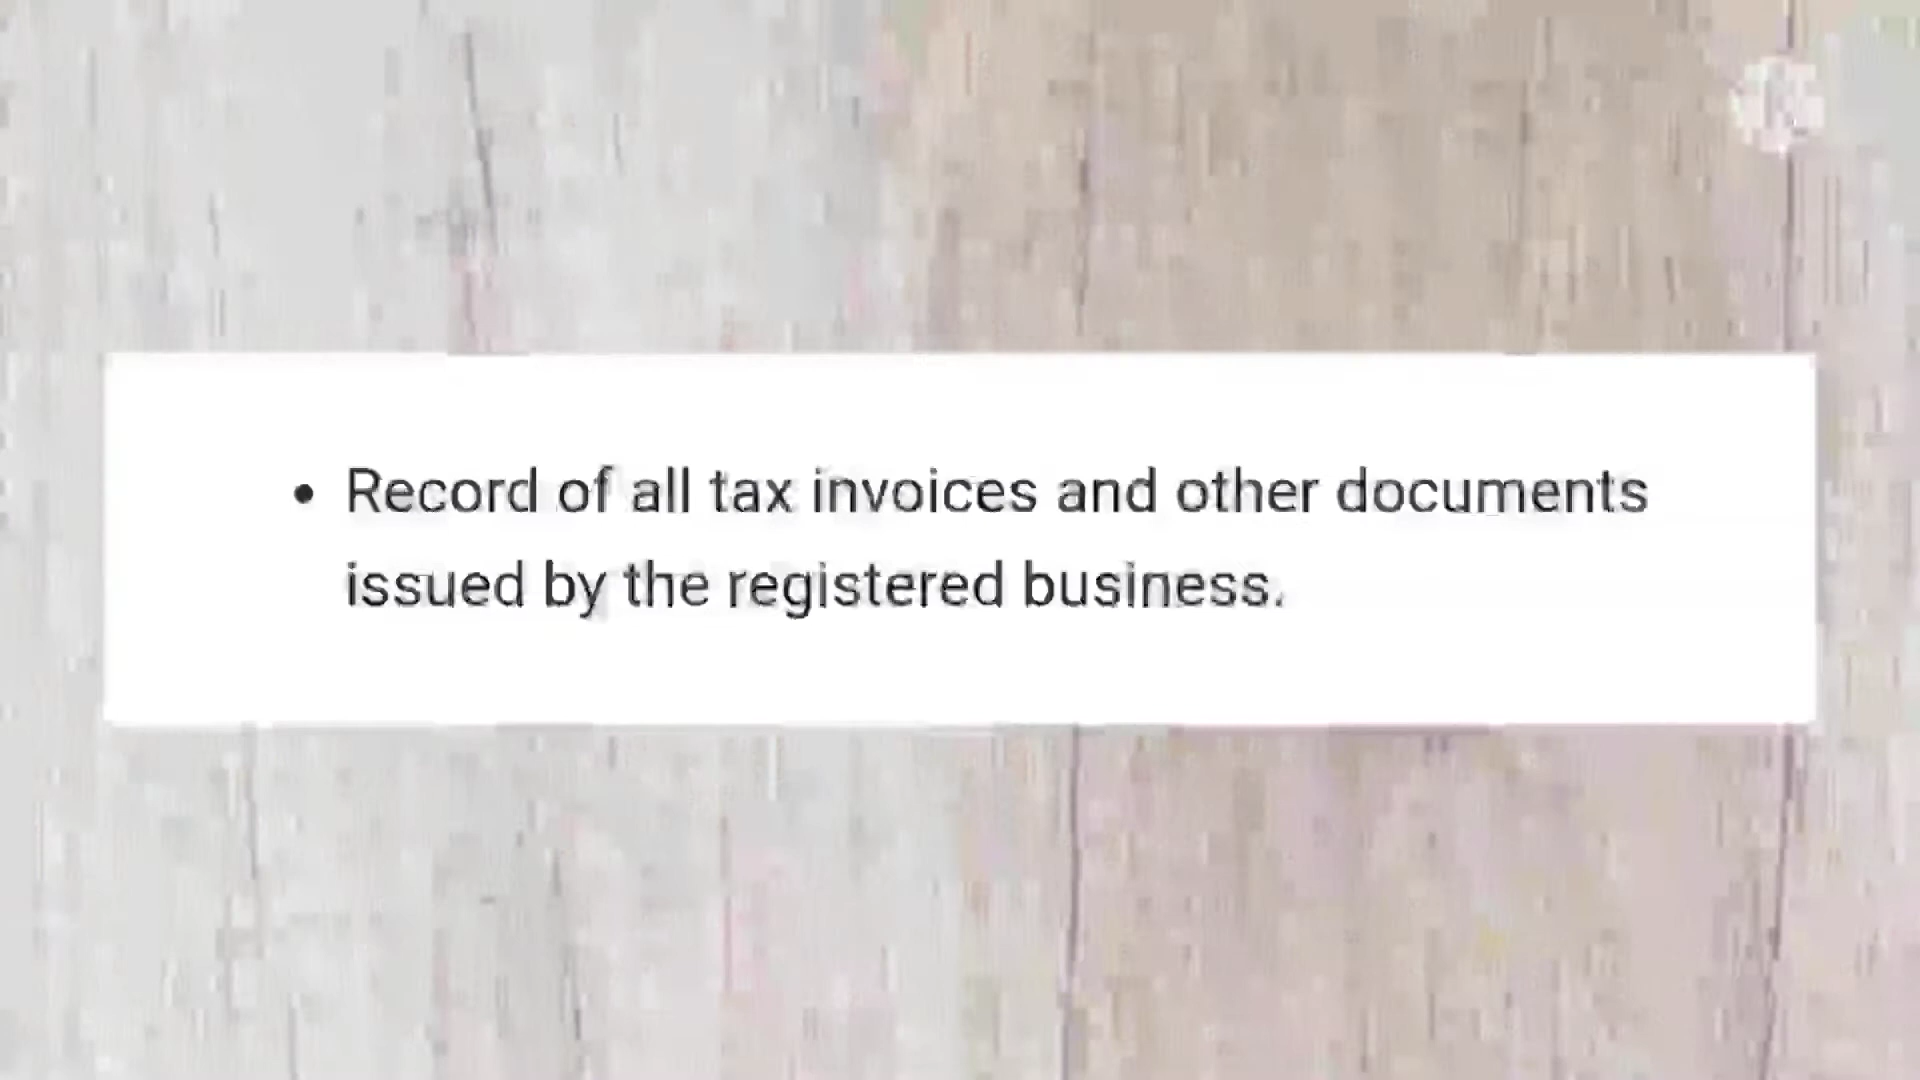 • Record of all tax invoices and other documents
issued by the registered business.